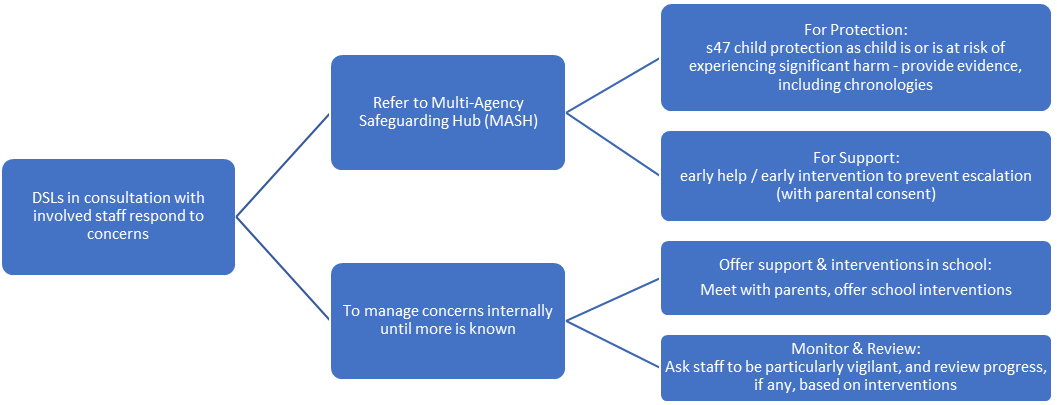 DSLs in consultation with
involved staff respond to
concerns
Refer to Multi-Agency
Safeguarding Hub (MASH)
For Protection:
s47 child protection as child is or is at risk of
experiencing significant harm - provide evidence,
including chronologies
For Support:
early help / early intervention to prevent escalation
(with parental consent)
To manage concerns internally
until more is known
Offer support & interventions in school:
Meet with parents, offer school interventions
Monitor & Review:
Ask staff to be particularly vigilant, and review progress,
if any, based on interventions